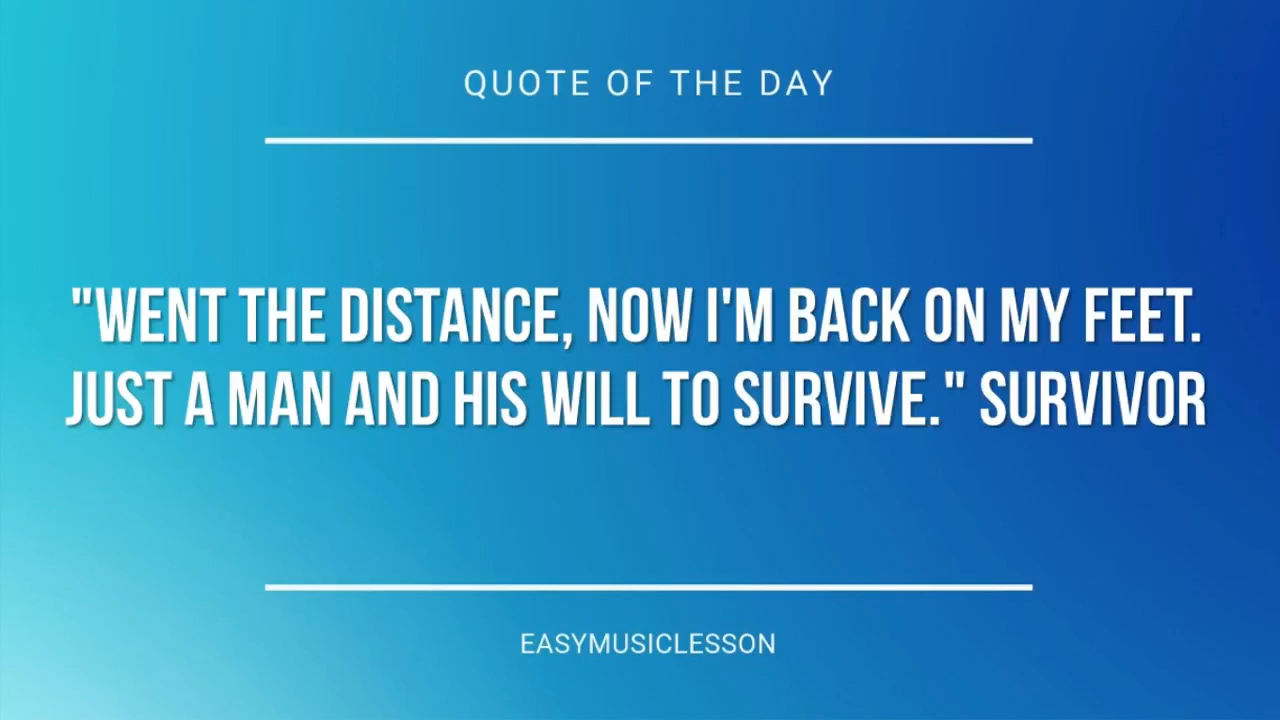 QUOTE OF THE DAY
"WENT THE DISTANCE, NOW I'M BACK ON MY FEET.
JUST A MAN AND HIS WILL TO SURVIVE." SURVIVOR
EASYMUSICLESSON